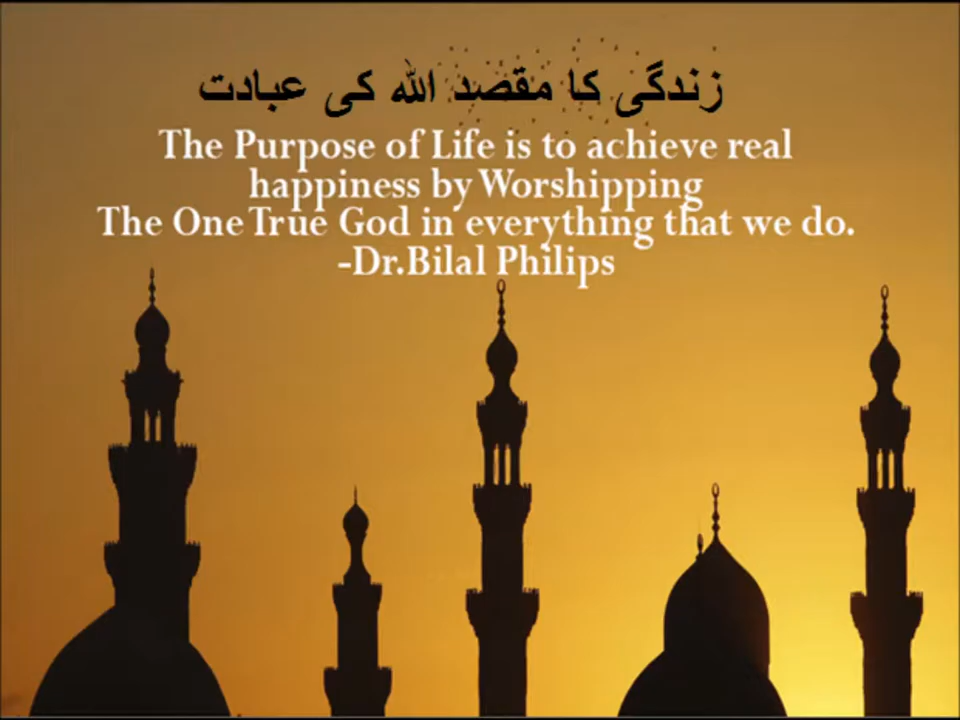 زندگی کا مقصد الله کی عبادت
The Purpose of Life is to achieve real
happiness by Worshipping
The One True God in everything that we do.
-Dr.Bilal Philips